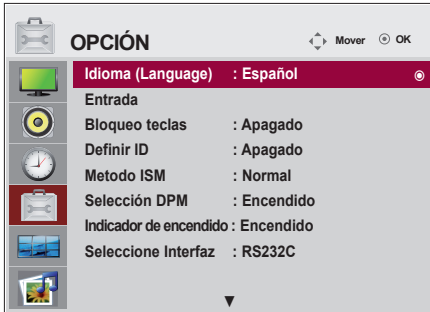 OPCIÓN Mover OK
Idioma (Language) : Español
Entrada
Bloqueo teclas : Apagado
Definir ID : Apagado
Metodo ISM : Normal
Selección DPM : Encendido
Indicador de encendido : Encendido
Seleccione Interfaz : RS232C